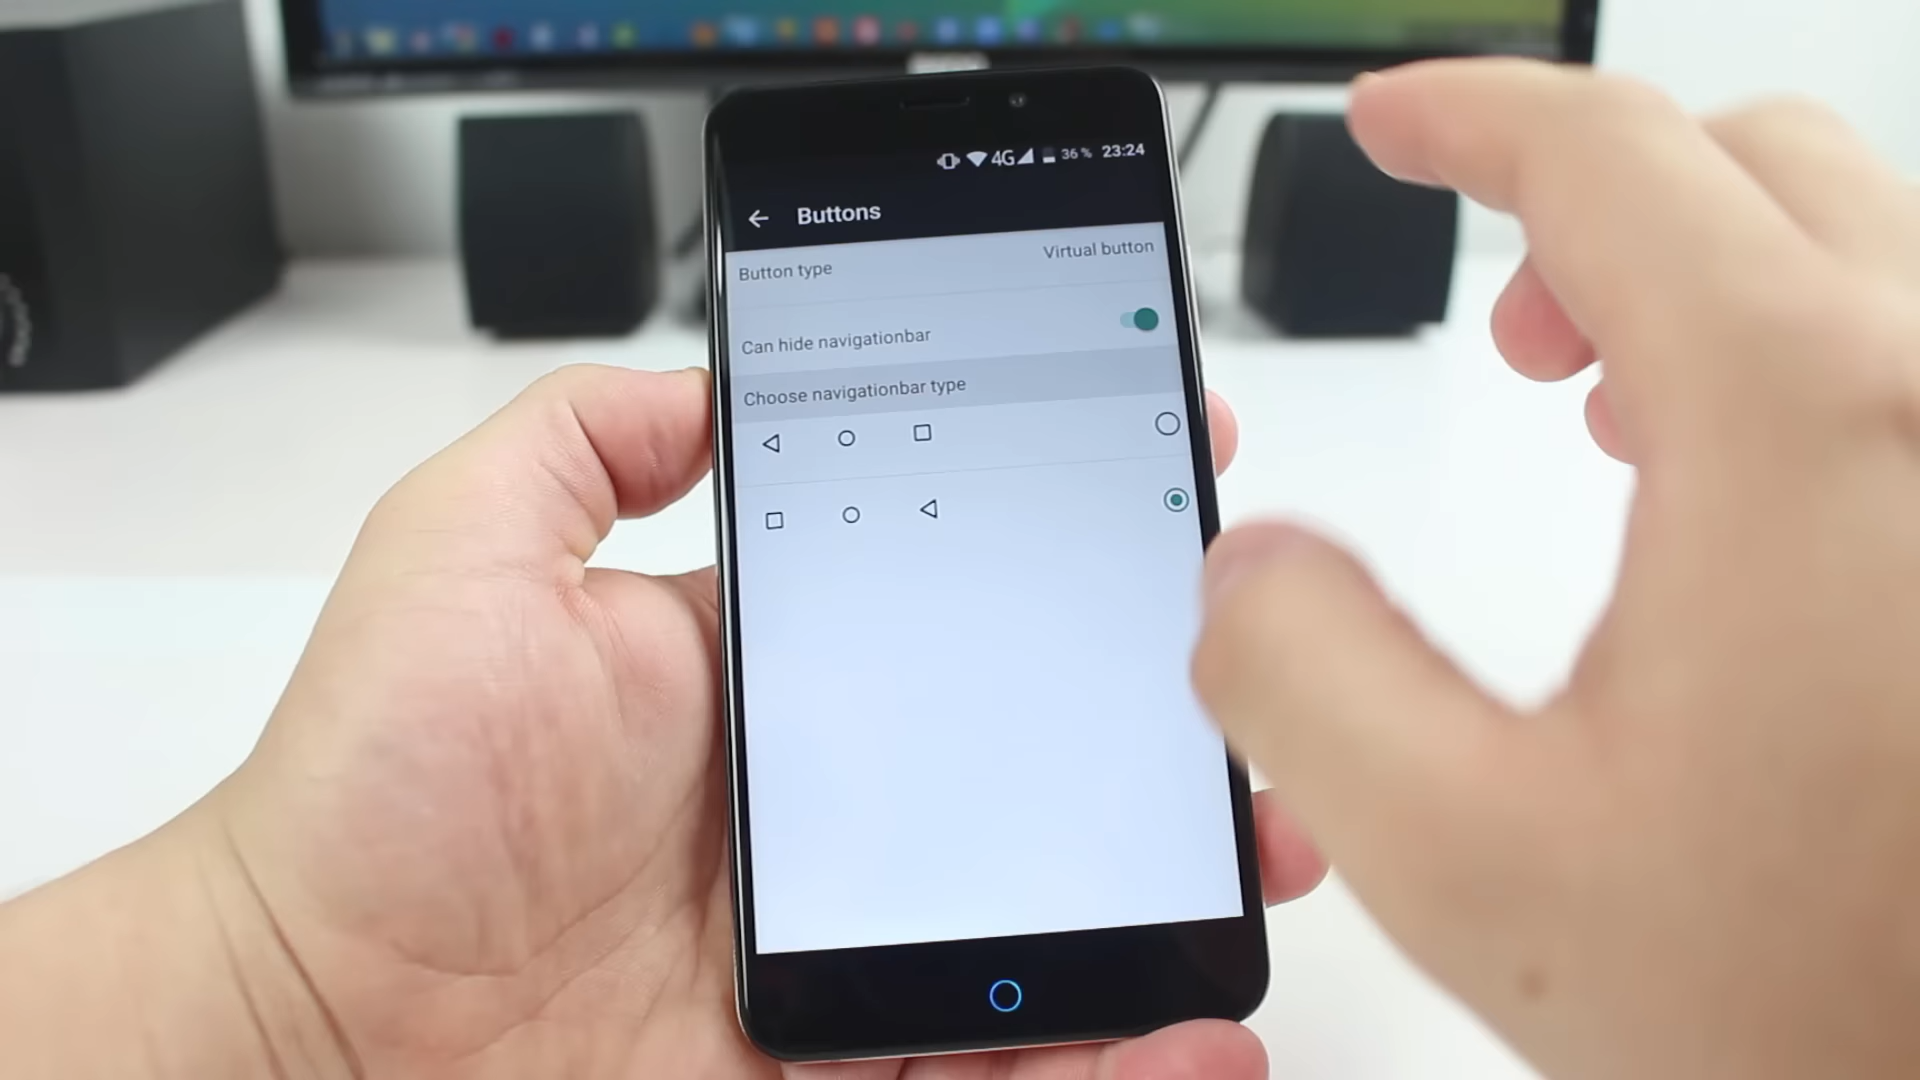 4G 36% 23:24
Buttons
Button type Virtual button
Can hide navigationbar
Choose navigationbar type